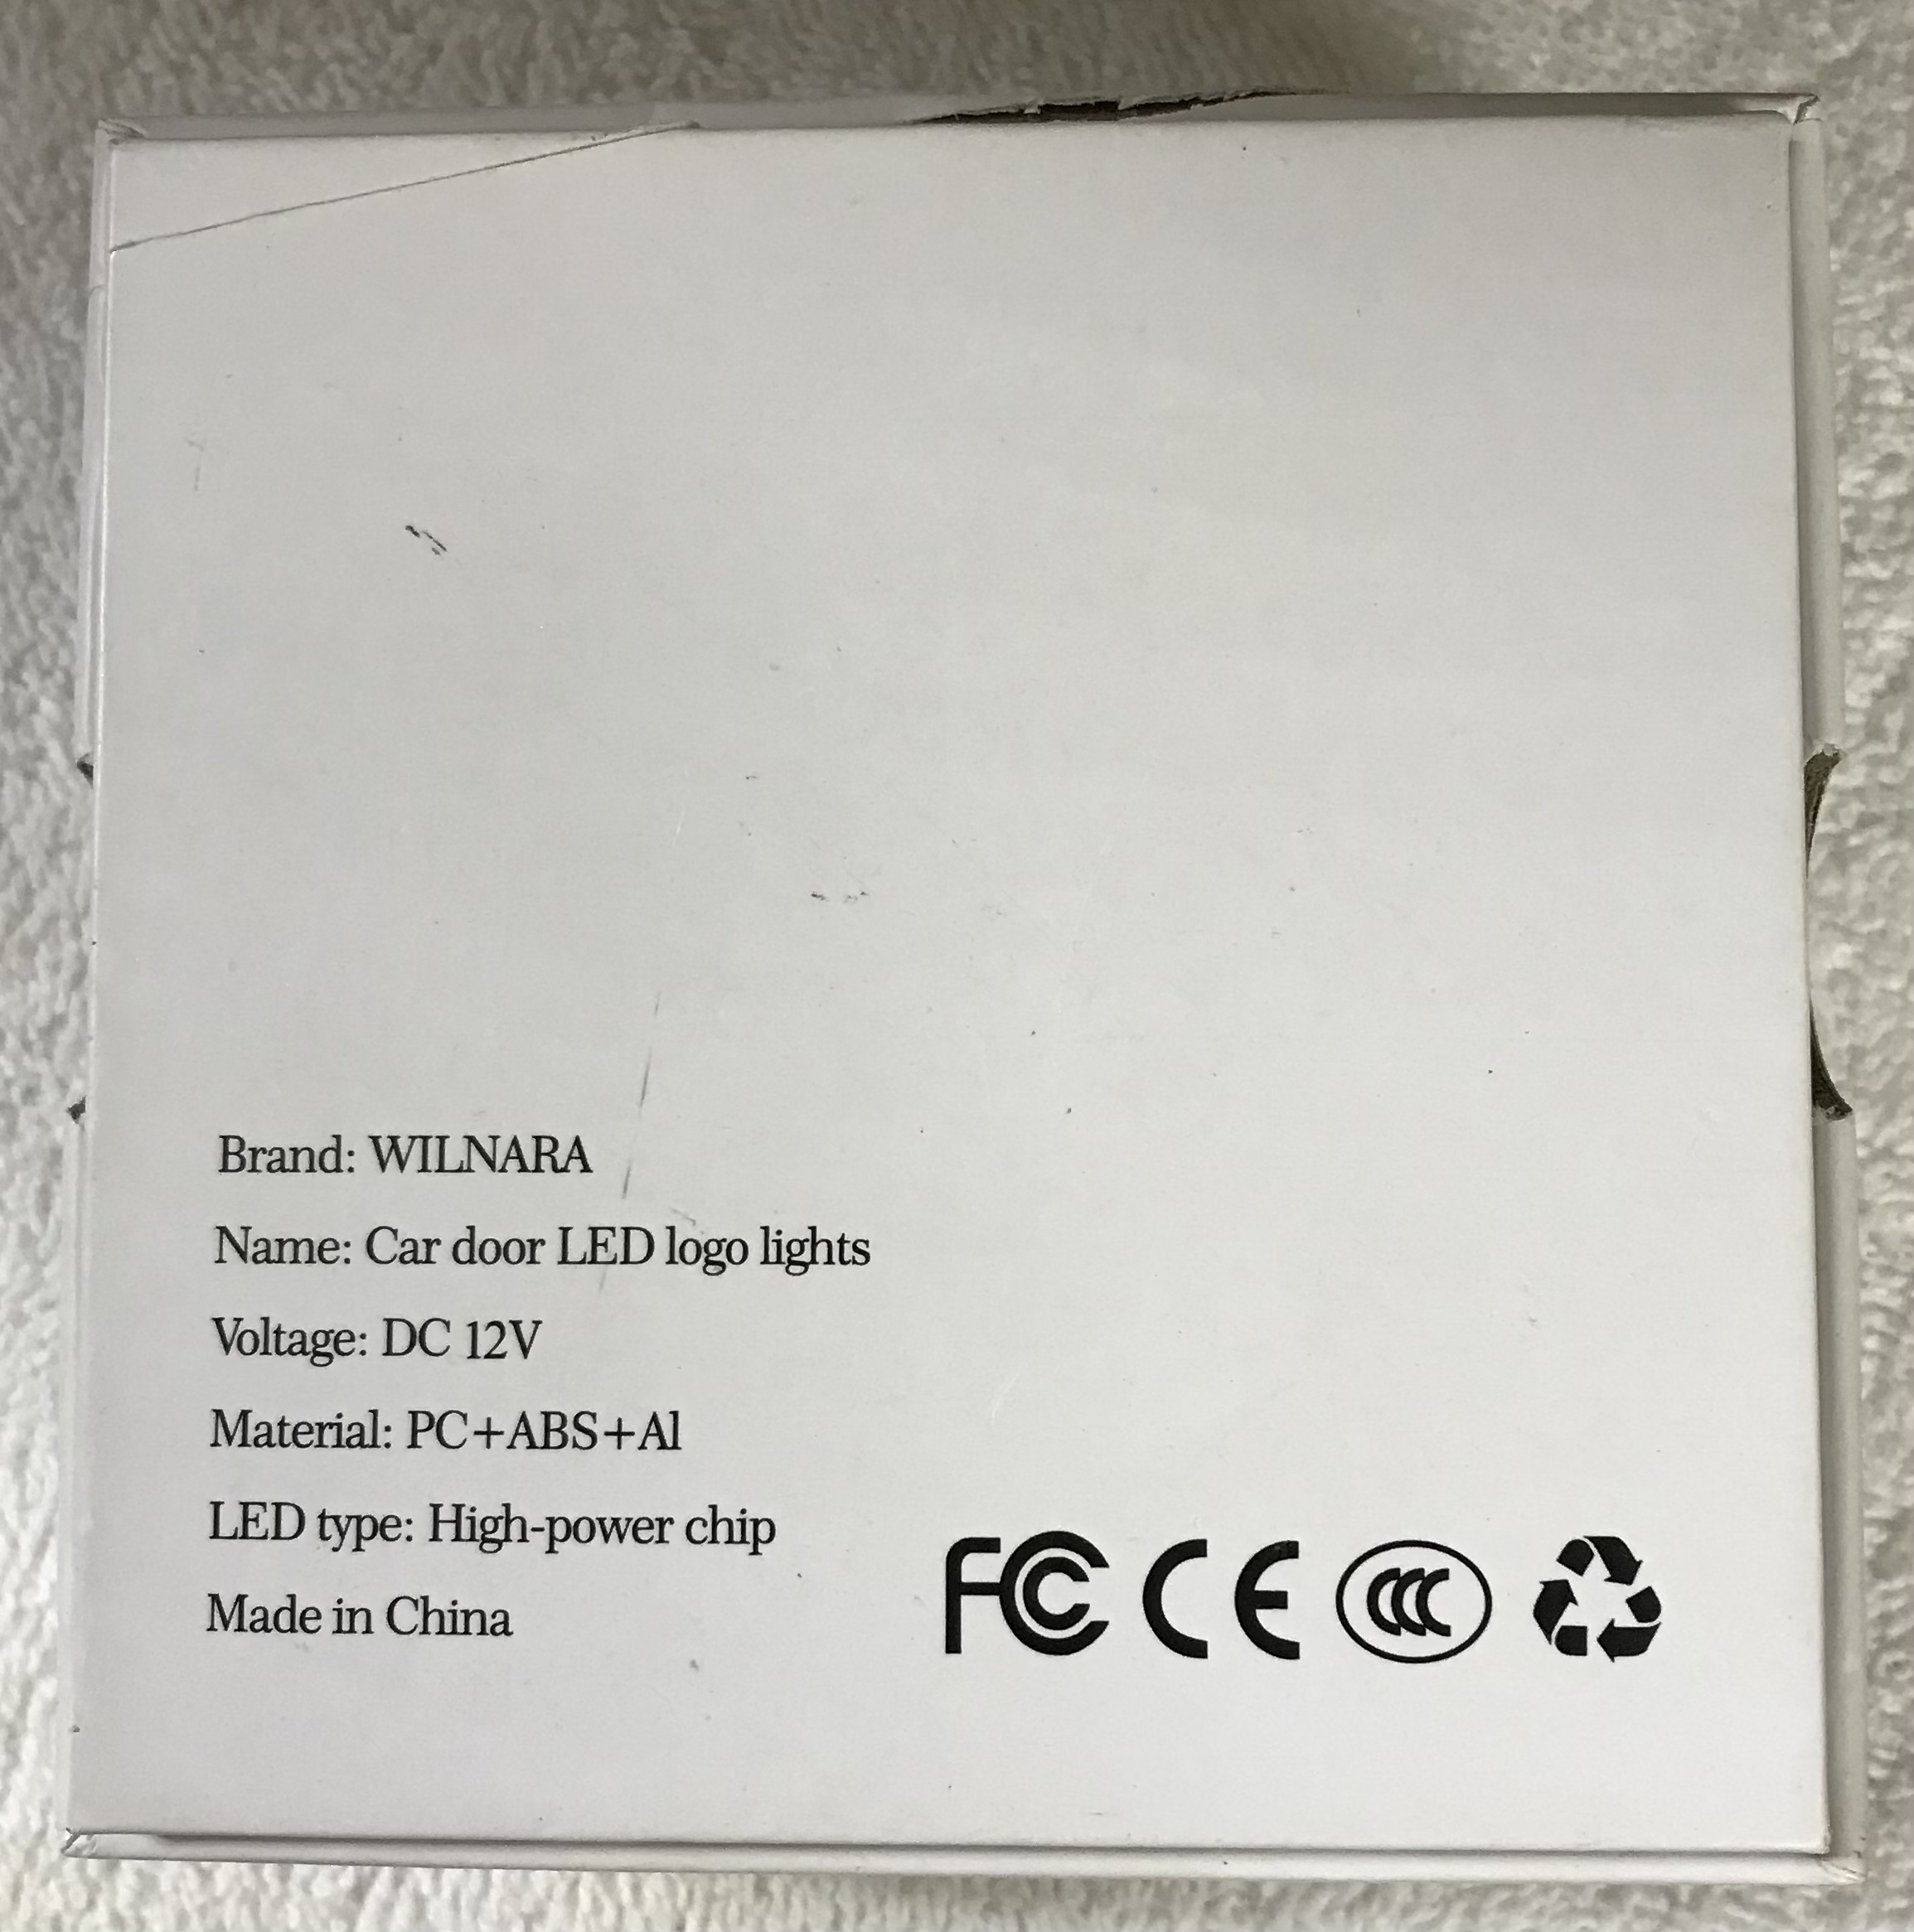 Brand: WILNARA
Name: Car door LED logo lights
Voltage: DC 12V
Material: PC+ABS+Al
LED type: High-power chip
Made in China
FC CE CCC